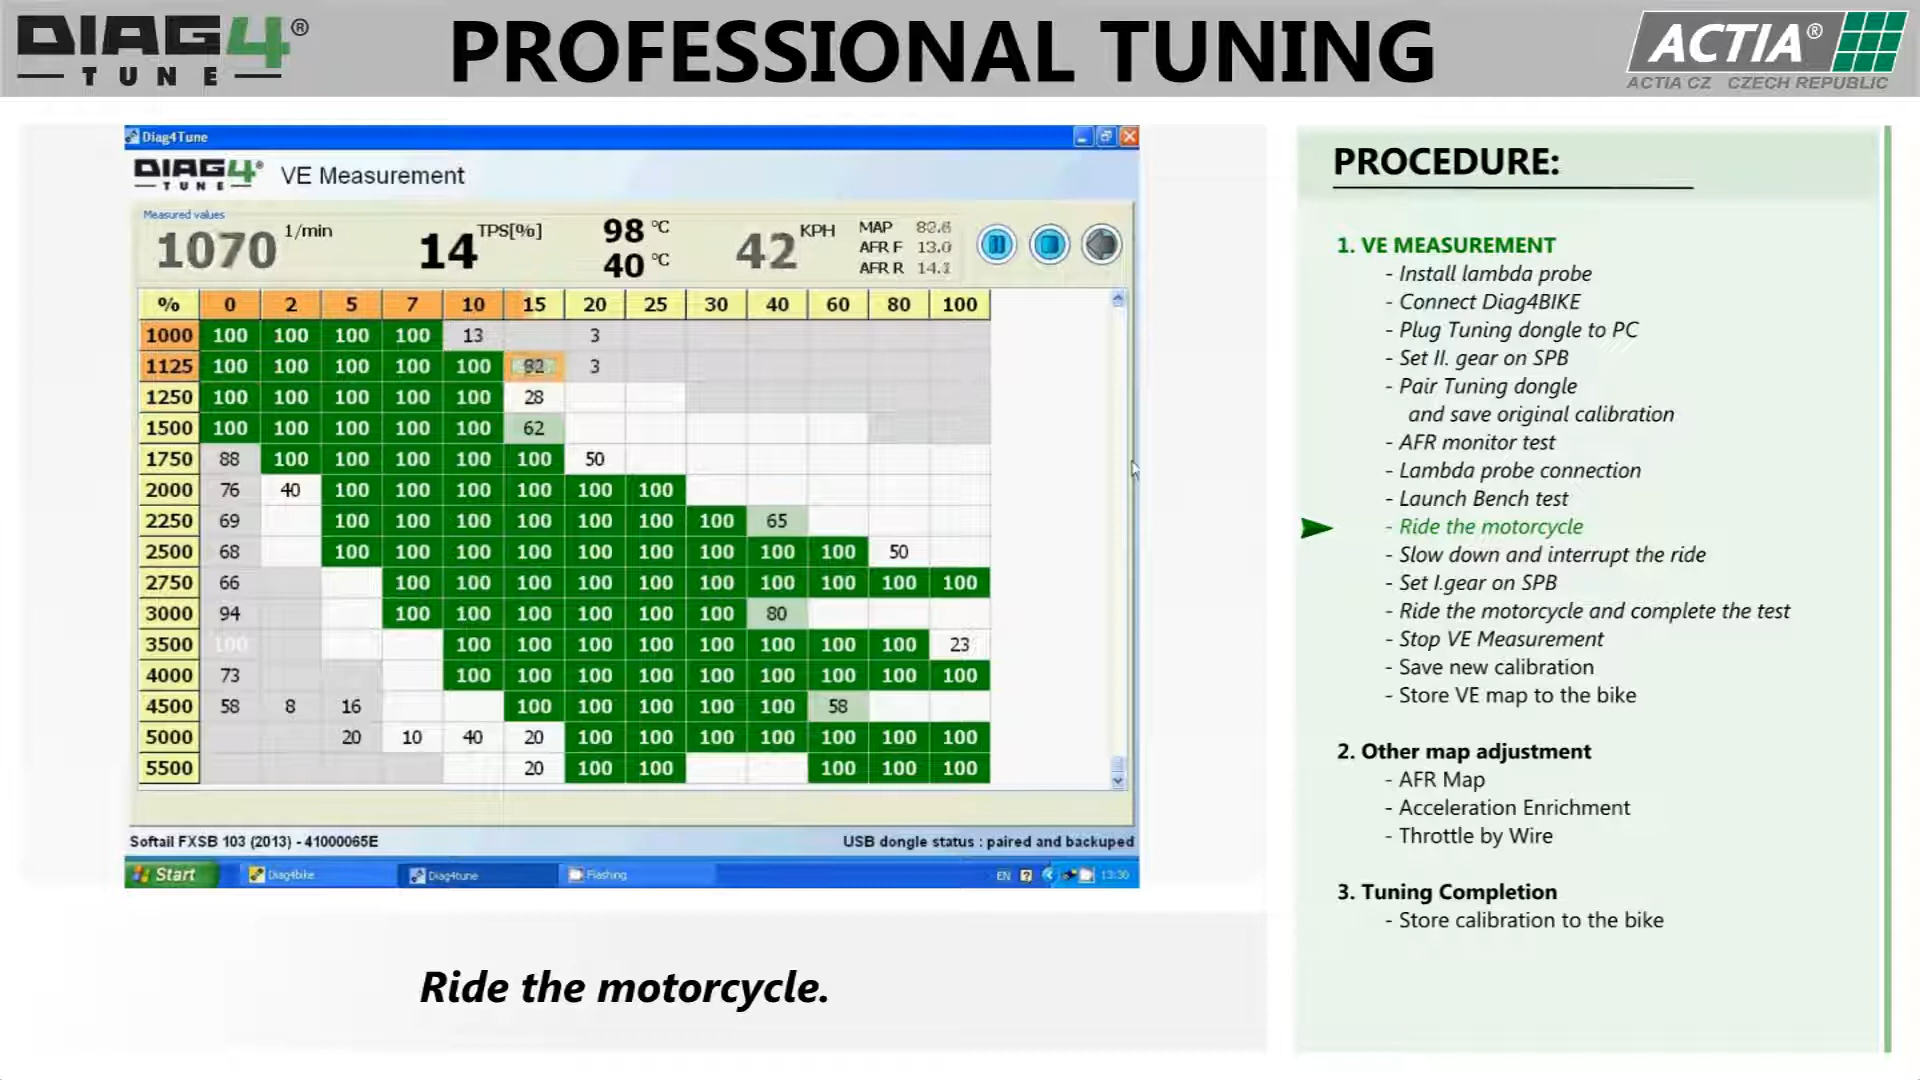 DIAG4® TUNE
PROFESSIONAL TUNING
ACTIA®
ACTIA CZ CZECH REPUBLIC
Diag4Tune
DIAG4® TUNE VE Measurement
Measured values
1070 1/min 14 TPS[%] 98 °C 40 °C 42 KPH
MAP 82.6
AFR F 13.0
AFR R 14.1
% 0 2 5 7 10 15 20 25 30 40 60 80 100
1000 100 100 100 100 13 3
1125 100 100 100 100 100 82 3
1250 100 100 100 100 100 28
1500 100 100 100 100 100 62
1750 88 100 100 100 100 100 50
2000 76 40 100 100 100 100 100 100
2250 69 100 100 100 100 100 100 100 65
2500 68 100 100 100 100 100 100 100 100 100 50
2750 66 100 100 100 100 100 100 100 100 100 100
3000 94 100 100 100 100 100 100 80
3500 100 100 100 100 100 100 100 100 100 23
4000 73 100 100 100 100 100 100 100 100 100
4500 58 8 16 100 100 100 100 100 58
5000 20 10 40 20 100 100 100 100 100 100 100
5500 20 100 100 100 100 100
Softail FXSB 103 (2013) - 41000065E
USB dongle status : paired and backuped
Start Diag4bike Diag4tune Flashing EN 13:30
Ride the motorcycle.
PROCEDURE:
1. VE MEASUREMENT
- Install lambda probe
- Connect Diag4BIKE
- Plug Tuning dongle to PC
- Set II. gear on SPB
- Pair Tuning dongle
and save original calibration
- AFR monitor test
- Lambda probe connection
- Launch Bench test
- Ride the motorcycle
- Slow down and interrupt the ride
- Set I.gear on SPB
- Ride the motorcycle and complete the test
- Stop VE Measurement
- Save new calibration
- Store VE map to the bike
2. Other map adjustment
- AFR Map
- Acceleration Enrichment
- Throttle by Wire
3. Tuning Completion
- Store calibration to the bike